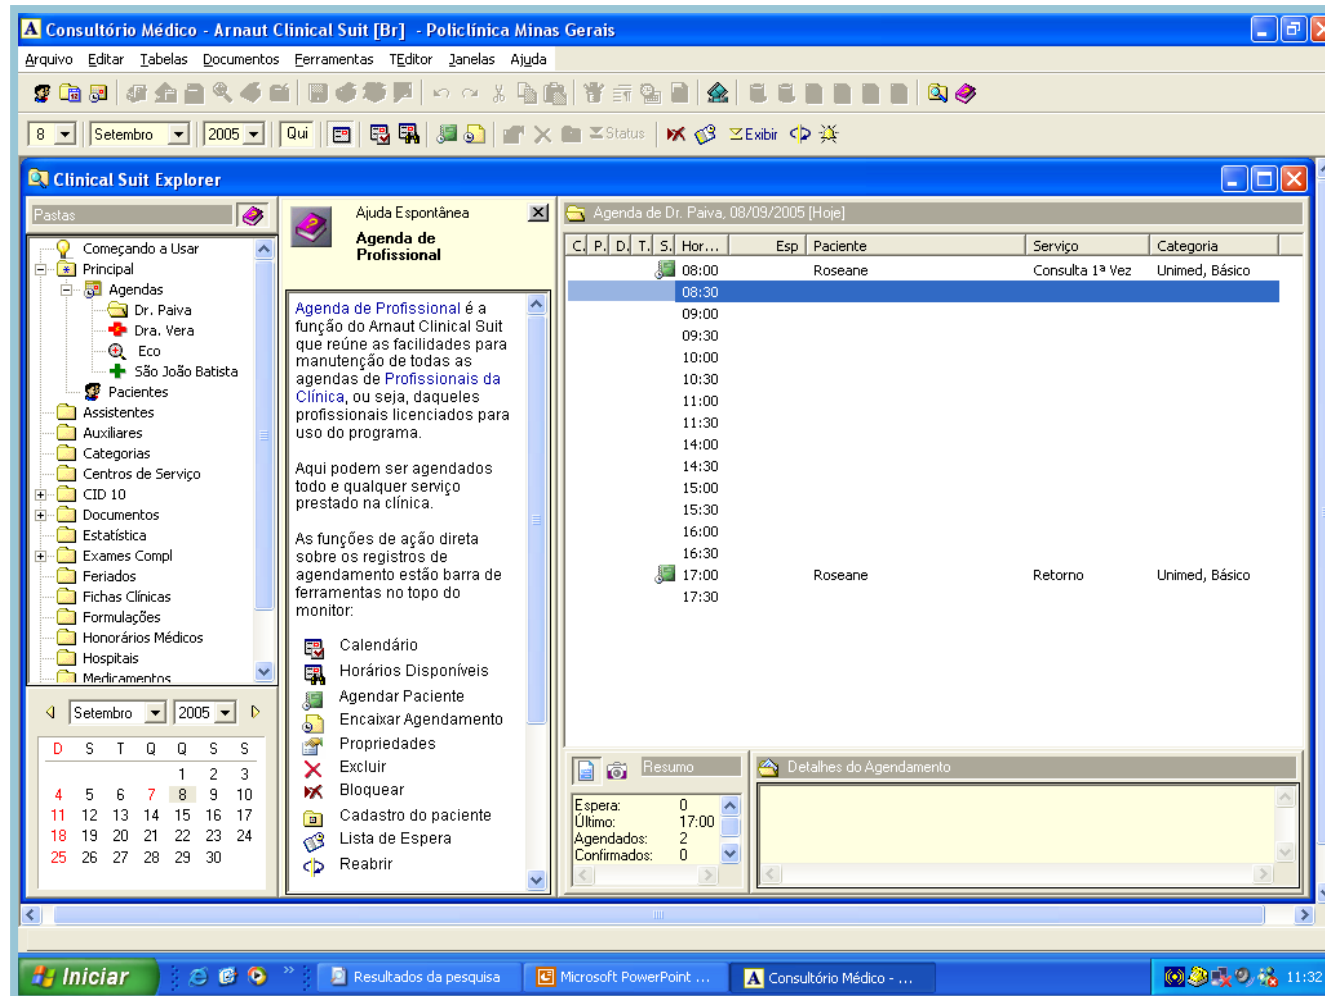 Consultório Médico - Arnaut Clinical Suit [Br]  - Policlínica Minas Gerais
Arquivo Editar Tabelas Documentos Ferramentas TEditor Janelas Ajuda
8 Setembro 2005 Qui Status Exibir
Clinical Suit Explorer
Pastas
Começando a Usar
Principal
Agendas
Dr. Paiva
Dra. Vera
Eco
São João Batista
Pacientes
Assistentes
Auxiliares
Categorias
Centros de Serviço
CID 10
Documentos
Estatística
Exames Compl
Feriados
Fichas Clínicas
Formulações
Honorários Médicos
Hospitais
Medicamentos
Setembro 2005
D S T Q Q S S
1 2 3
4 5 6 7 8 9 10
11 12 13 14 15 16 17
18 19 20 21 22 23 24
25 26 27 28 29 30
Ajuda Espontânea
Agenda de
Profissional
Agenda de Profissional é a
função do Arnaut Clinical Suit
que reúne as facilidades para
manutenção de todas as
agendas de Profissionais da
Clínica, ou seja, daqueles
profissionais licenciados para
uso do programa.
Aqui podem ser agendados
todo e qualquer serviço
prestado na clínica.
As funções de ação direta
sobre os registros de
agendamento estão barra de
ferramentas no topo do
monitor:
Calendário
Horários Disponíveis
Agendar Paciente
Encaixar Agendamento
Propriedades
Excluir
Bloquear
Cadastro do paciente
Lista de Espera
Reabrir
Agenda de Dr. Paiva, 08/09/2005 [Hoje]
C. P. D. T. S. Hor... Esp Paciente Serviço Categoria
08:00 Roseane Consulta 1ª Vez Unimed, Básico
08:30
09:00
09:30
10:00
10:30
11:00
11:30
14:00
14:30
15:00
15:30
16:00
16:30
17:00 Roseane Retorno Unimed, Básico
17:30
Resumo
Espera: 0
Último: 17:00
Agendados: 2
Confirmados: 0
Detalhes do Agendamento
Iniciar » Resultados da pesquisa Microsoft PowerPoint ... Consultório Médico - ... 11:32